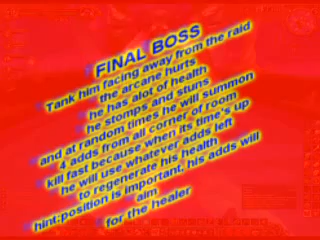 FINAL BOSS
Tank him facing away from the raid
the arcane hurts
he has alot of health
he stomps and stuns
and at random times he will summon
4 adds from all corner of room
kill fast because when its time's up
he will use whatever adds left
to regenerate his health
hint:position is important, his adds will
aim
for the healer